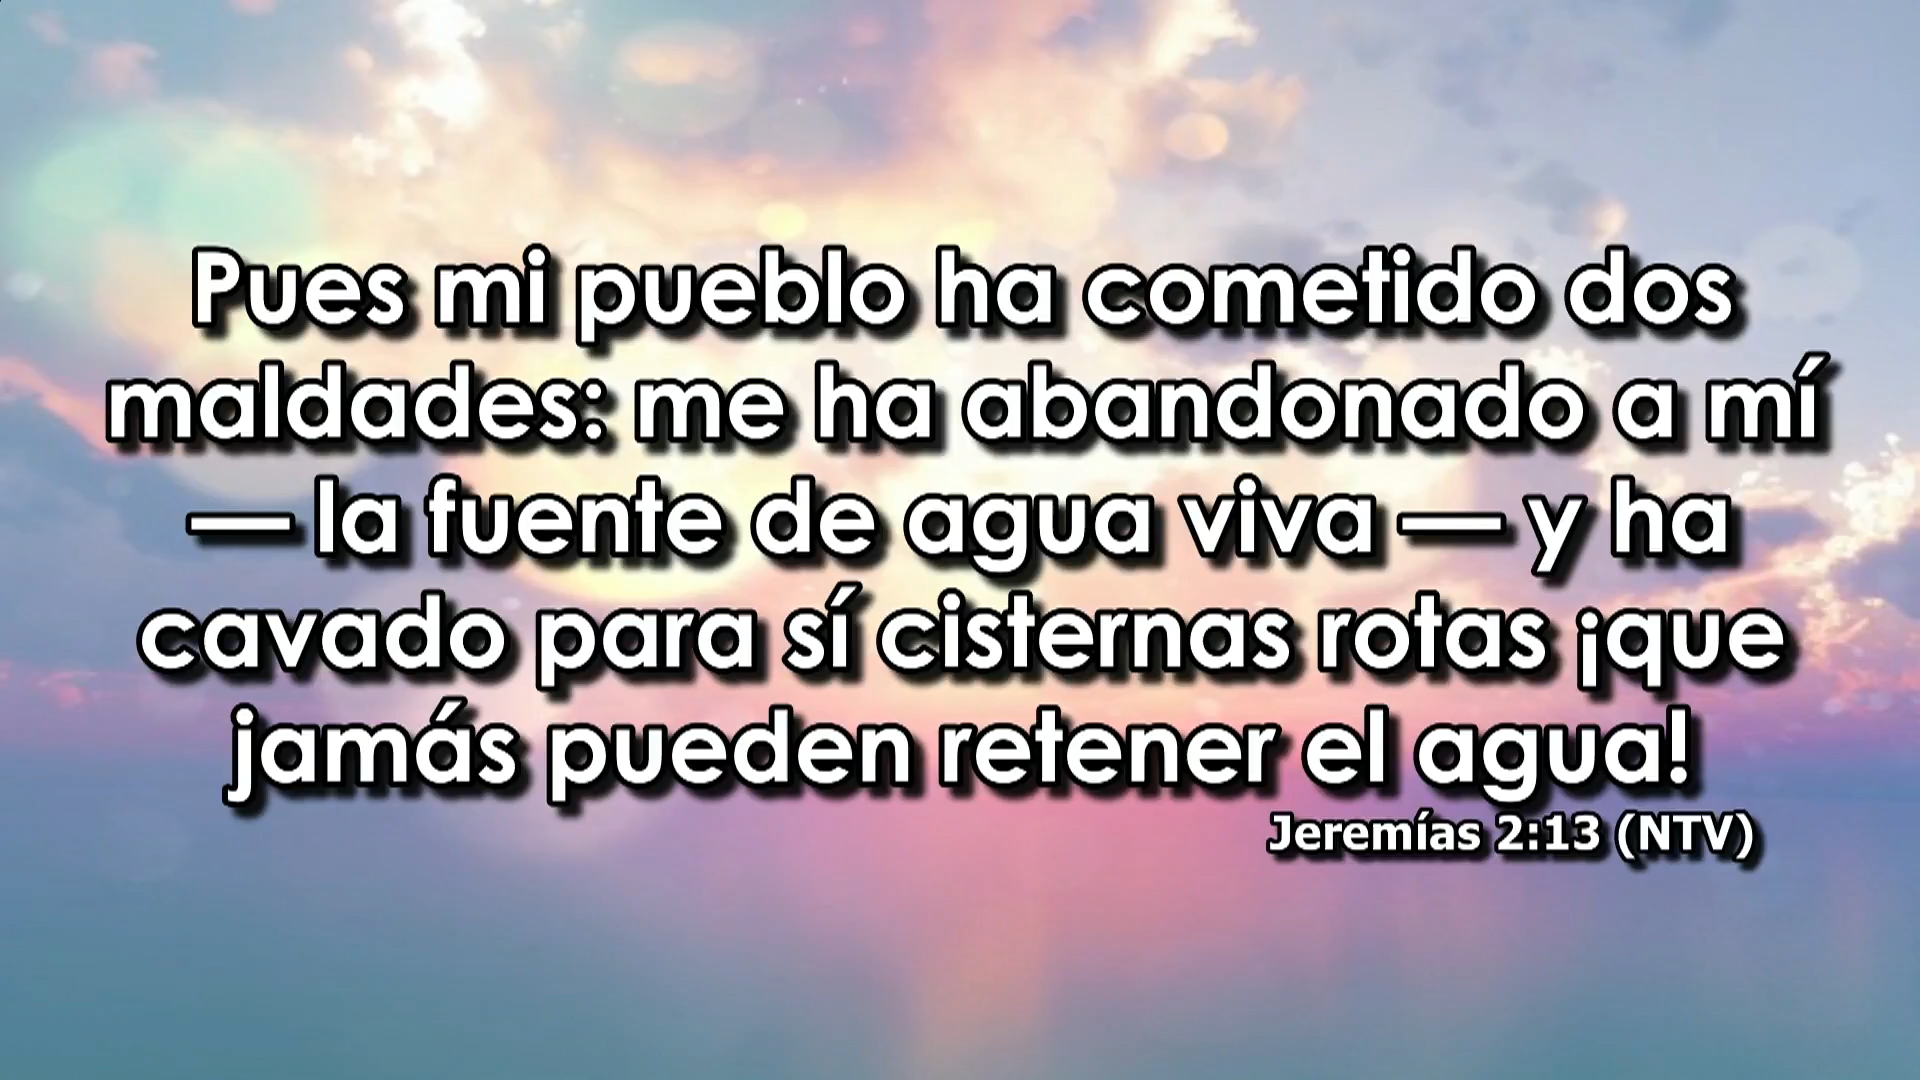 Pues mi pueblo ha cometido dos
maldades: me ha abandonado a mí
— la fuente de agua viva — y ha
cavado para sí cisternas rotas ¡que
jamás pueden retener el agua!
Jeremías 2:13 (NTV)